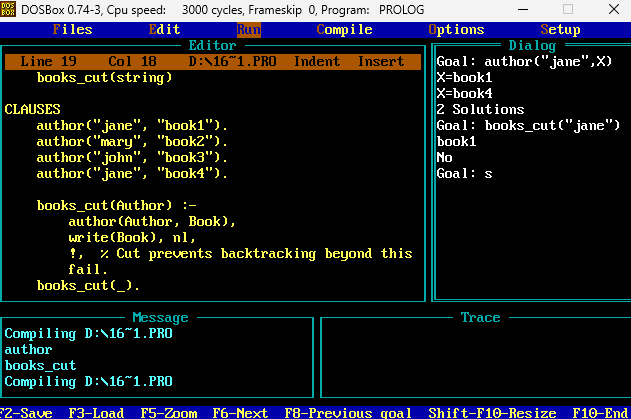 DOSBox 0.74-3, Cpu speed: 3000 cycles, Frameskip 0, Program: PROLOG
Files Edit Run Compile Options Setup
Editor
Line 19 Col 18 D:\16~1.PRO Indent Insert
books_cut(string)
CLAUSES
author("jane", "book1").
author("mary", "book2").
author("john", "book3").
author("jane", "book4").
books_cut(Author) :-
author(Author, Book),
write(Book), nl,
!, % Cut prevents backtracking beyond this
fail.
books_cut(_).
Dialog
Goal: author("jane",X)
X=book1
X=book4
2 Solutions
Goal: books_cut("jane")
book1
No
Goal: s
Message
Compiling D:\16~1.PRO
author
books_cut
Compiling D:\16~1.PRO
Trace
F2-Save F3-Load F5-Zoom F6-Next F8-Previous goal Shift-F10-Resize F10-End